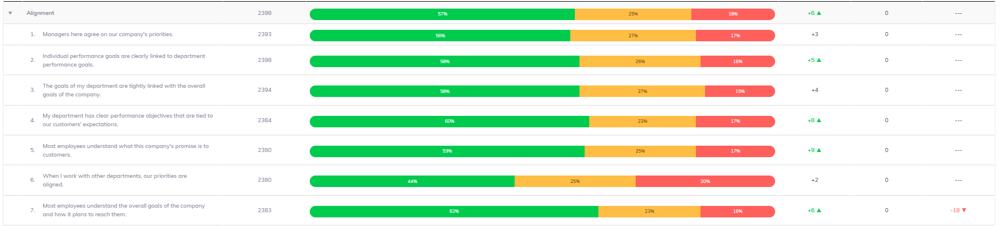 ▼ Alignment 2398 57% 25% 18% +6 ▲ 0 ---
1. Managers here agree on our company's priorities. 2393 56% 27% 17% +3 0 ---
2. Individual performance goals are clearly linked to department
performance goals. 2398 58% 26% 16% +5 ▲ 0 ---
3. The goals of my department are tightly linked with the overall
goals of the company. 2394 58% 27% 15% +4 0 ---
4. My department has clear performance objectives that are tied to
our customers' expectations. 2384 60% 23% 17% +8 ▲ 0 ---
5. Most employees understand what this company's promise is to
customers. 2380 59% 25% 17% +9 ▲ 0 ---
6. When I work with other departments, our priorities are
aligned. 2380 44% 25% 30% +2 0 ---
7. Most employees understand the overall goals of the company
and how it plans to reach them. 2383 62% 23% 16% +6 ▲ 0 -18 ▼